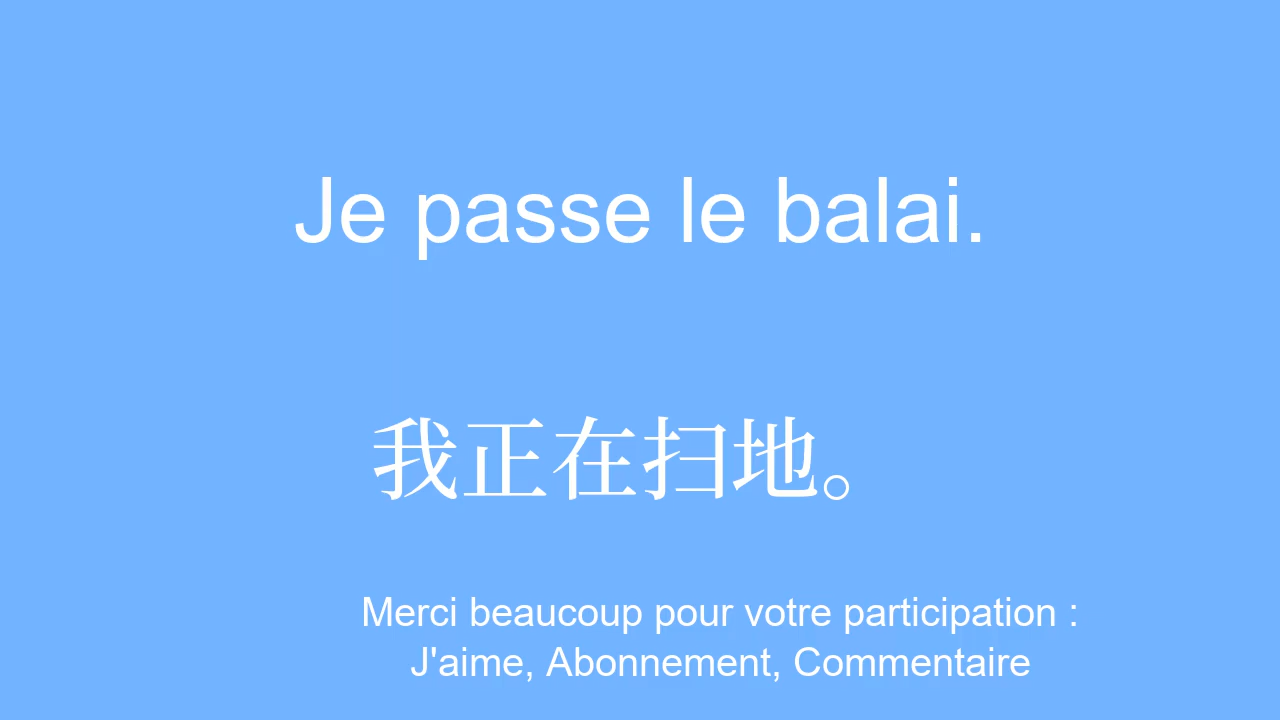 Je passe le balai.
我正在扫地。
Merci beaucoup pour votre participation :
J'aime, Abonnement, Commentaire